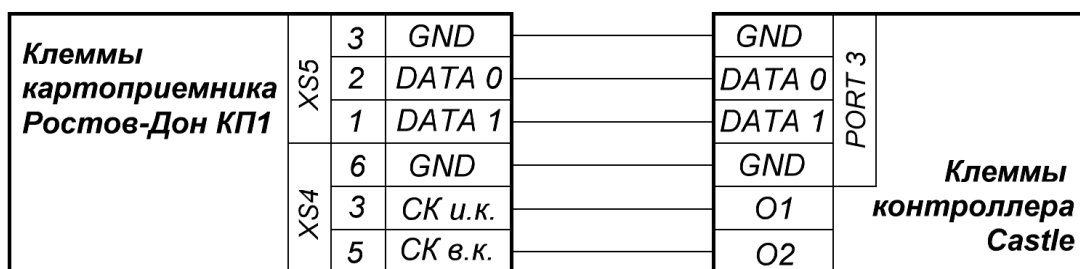 Клеммы
картоприемника
Ростов-Дон КП1
XS5
3 GND
2 DATA 0
1 DATA 1
XS4
6 GND
3 СК и.к.
5 СК в.к.
GND
DATA 0
DATA 1
GND
PORT 3
O1
O2
Клеммы
контроллера
Castle